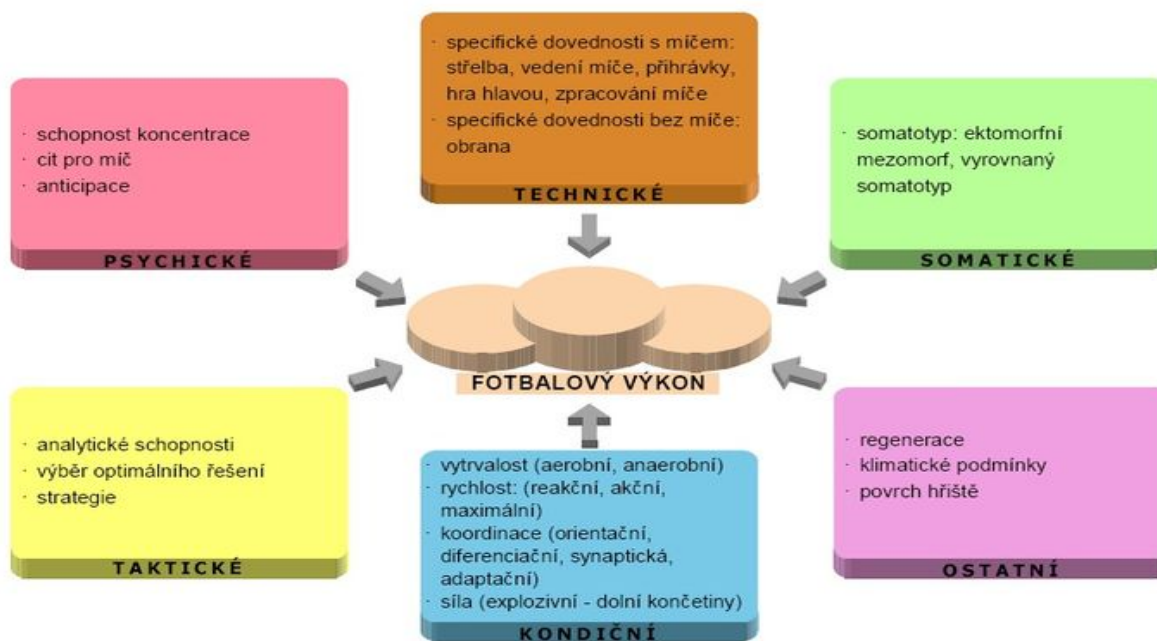 · specifické dovednosti s míčem:
střelba, vedení míče, přihrávky,
hra hlavou, zpracování míče
· specifické dovednosti bez míče:
obrana
TECHNICKÉ
· schopnost koncentrace
· cit pro míč
· anticipace
PSYCHICKÉ
· somatotyp: ektomorfní
mezomorf, vyrovnaný
somatotyp
SOMATICKÉ
FOTBALOVÝ VÝKON
· analytické schopnosti
· výběr optimálního řešení
· strategie
TAKTICKÉ
· vytrvalost (aerobní, anaerobní)
· rychlost: (reakční, akční,
maximální)
· koordinace (orientační,
diferenciační, synaptická,
adaptační)
· síla (explozivní - dolní končetiny)
KONDIČNÍ
· regenerace
· klimatické podmínky
· povrch hřiště
OSTATNÍ